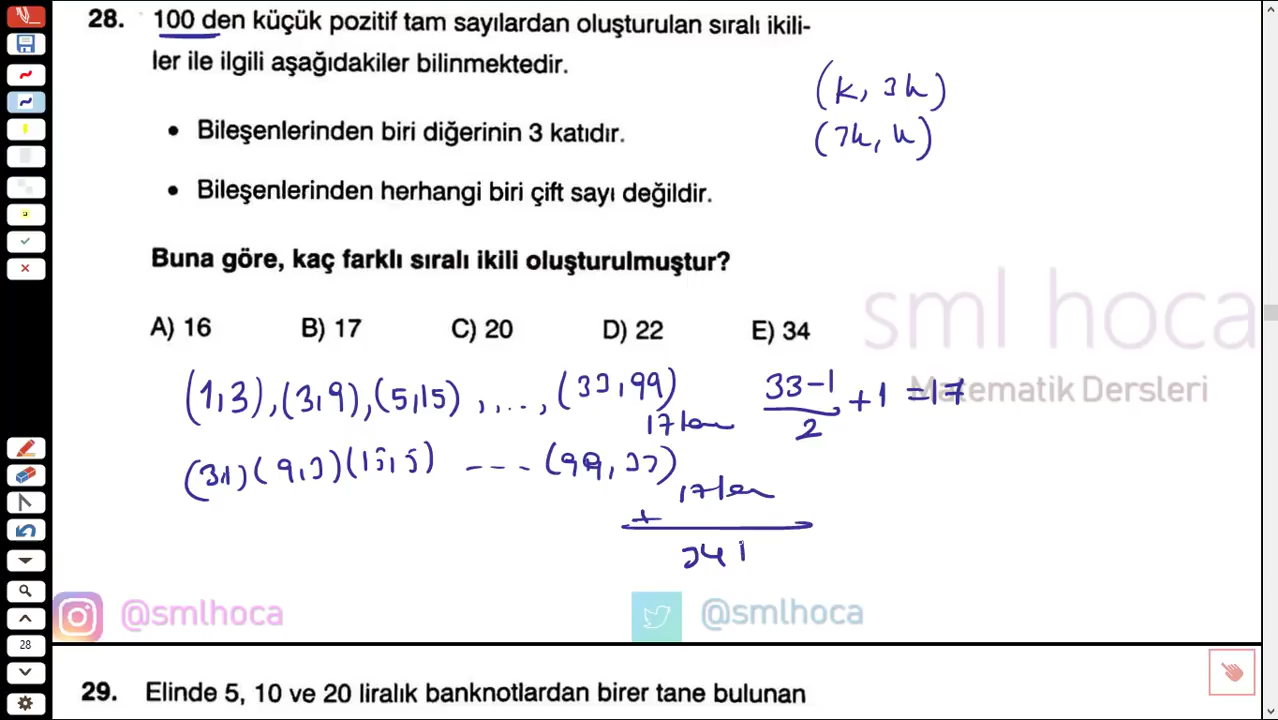 28. 100 den küçük pozitif tam sayılardan oluşturulan sıralı ikili-
ler ile ilgili aşağıdakiler bilinmektedir.
(k, 3k)
(3k, k)
• Bileşenlerinden biri diğerinin 3 katıdır.
• Bileşenlerinden herhangi biri çift sayı değildir.
Buna göre, kaç farklı sıralı ikili oluşturulmuştur?
sml hoca
Matematik Dersleri
A) 16 B) 17 C) 20 D) 22 E) 34
(1,3), (3,9), (5,15), ..., (33,99) 33-1/2 + 1 = 17
17 tane
(3,1) (9,3) (15,5) --- (99,33)
17 tane
+
34
@smlhoca @smlhoca
28
29. Elinde 5, 10 ve 20 liralık banknotlardan birer tane bulunan